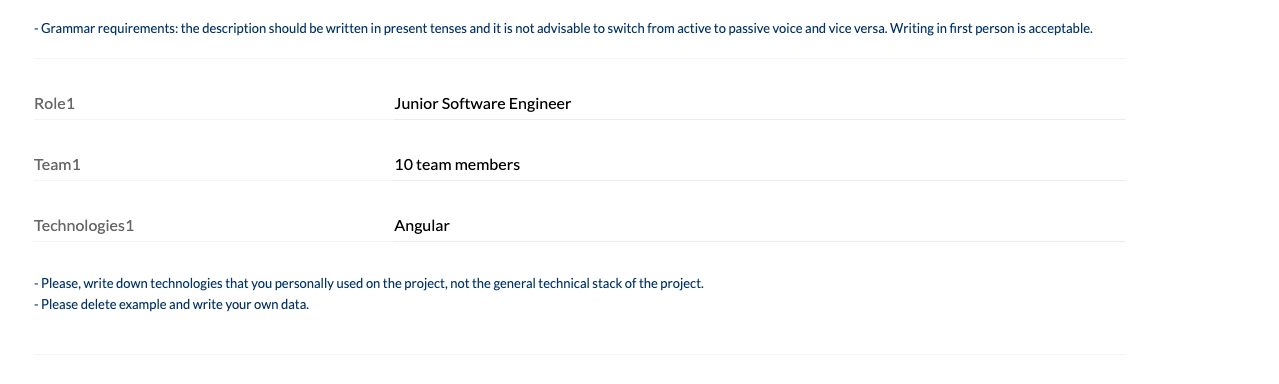 - Grammar requirements: the description should be written in present tenses and it is not advisable to switch from active to passive voice and vice versa. Writing in first person is acceptable.
Role1 Junior Software Engineer
Team1 10 team members
Technologies1 Angular
- Please, write down technologies that you personally used on the project, not the general technical stack of the project.
- Please delete example and write your own data.